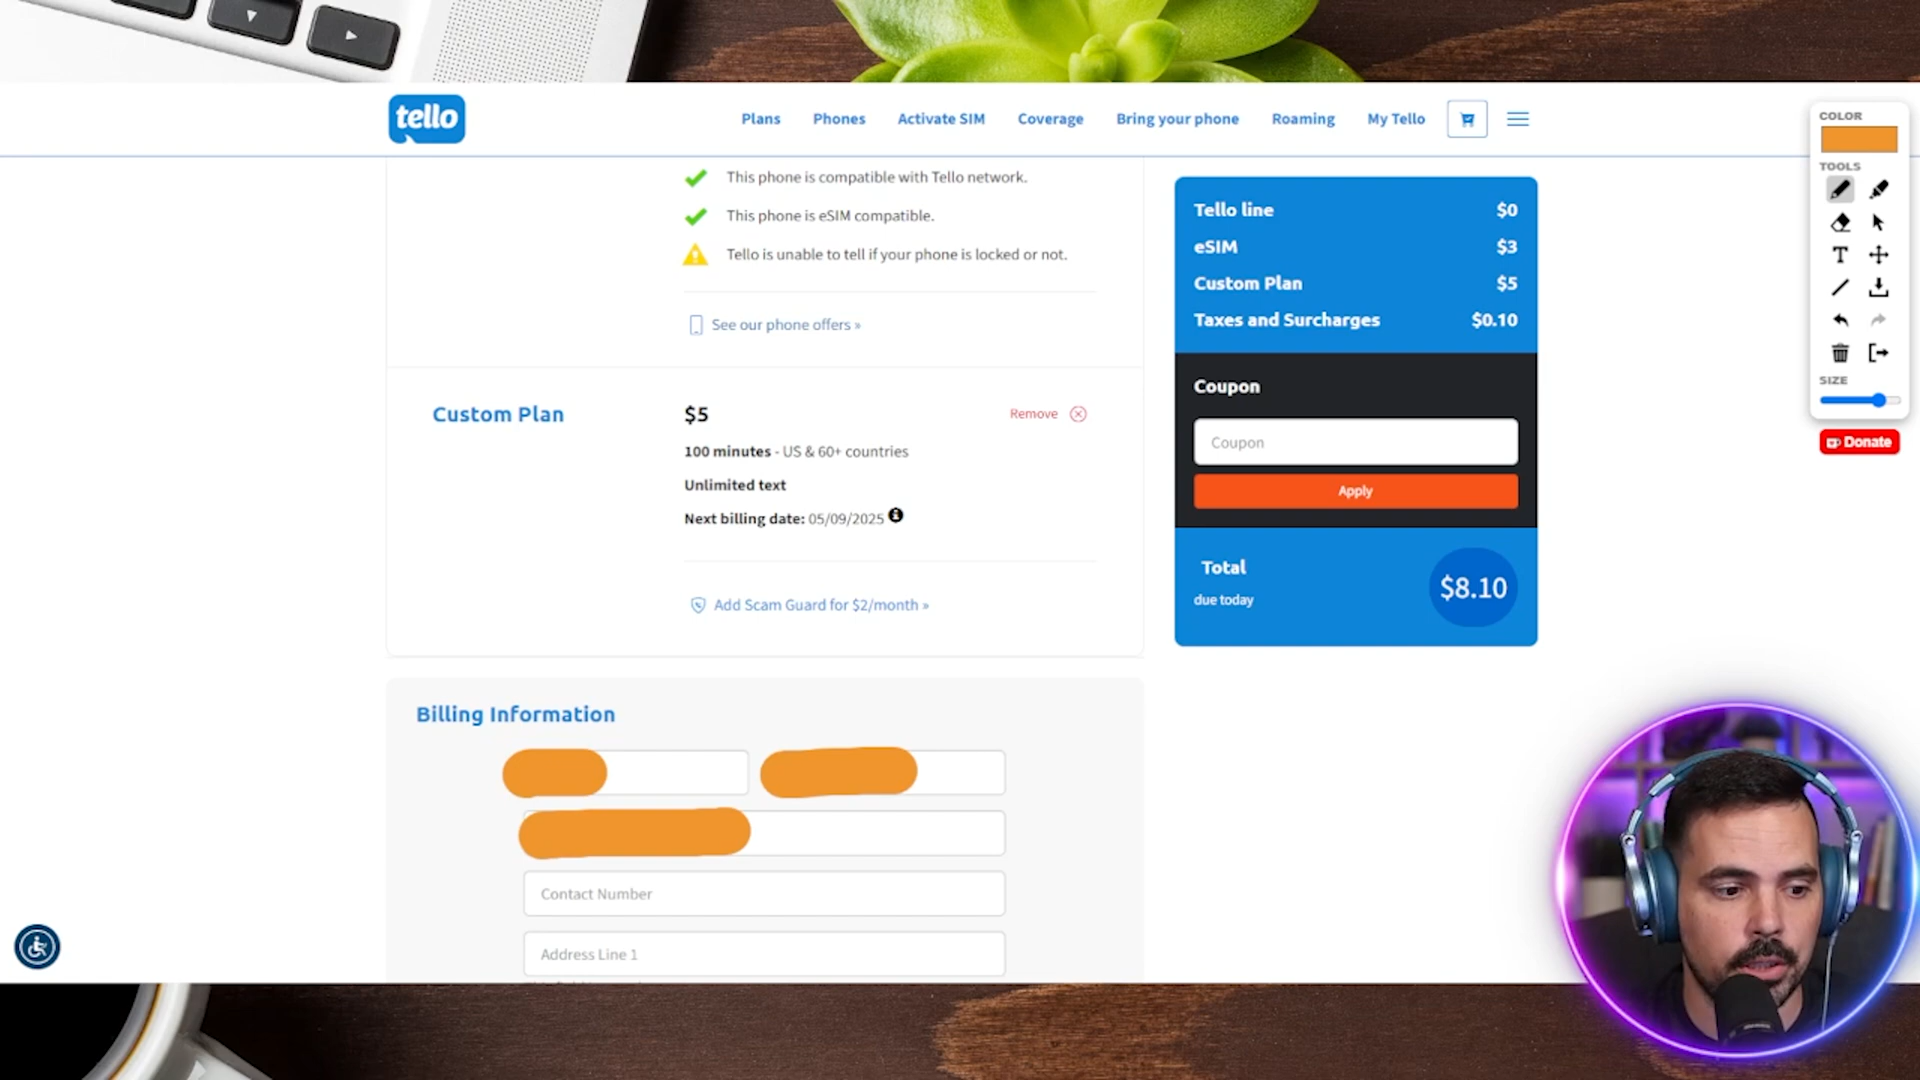 tello
Plans
Phones
Activate SIM
Coverage
Bring your phone
Roaming
My Tello
This phone is compatible with Tello network.
This phone is eSIM compatible.
Tello is unable to tell if your phone is locked or not.
See our phone offers »
Custom Plan
$5
Remove
100 minutes - US & 60+ countries
Unlimited text
Next billing date: 05/09/2025
Add Scam Guard for $2/month »
Billing Information
Contact Number
Address Line 1
Tello line $0
eSIM $3
Custom Plan $5
Taxes and Surcharges $0.10
Coupon
Coupon
Apply
Total
due today
$8.10
COLOR
TOOLS
T
SIZE
Donate